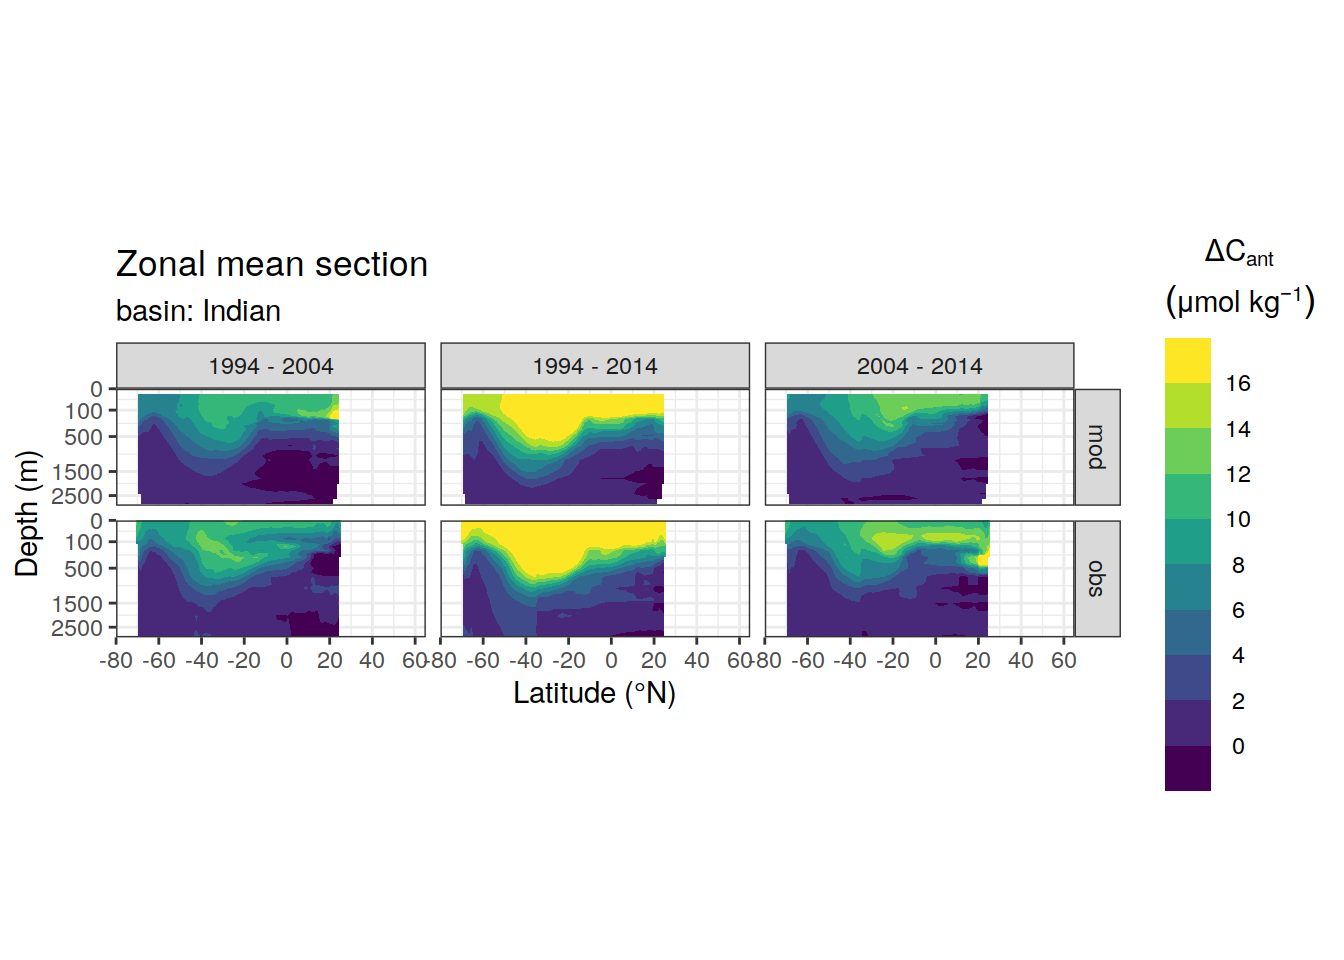 Zonal mean section
basin: Indian
1994 - 2004
1994 - 2014
2004 - 2014
mod
obs
Depth (m)
0
100
500
1500
2500
0
100
500
1500
2500
-80 -60 -40 -20 0 20 40 60
-80 -60 -40 -20 0 20 40 60
-80 -60 -40 -20 0 20 40 60
Latitude (°N)
ΔCant
(μmol kg⁻¹)
16
14
12
10
8
6
4
2
0